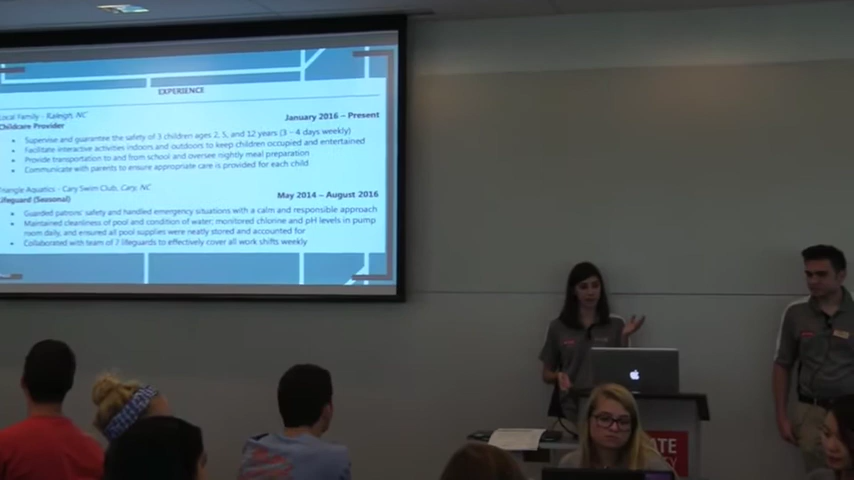 EXPERIENCE
Local Family - Raleigh, NC January 2016 – Present
Childcare Provider
• Supervise and guarantee the safety of 3 children ages 2, 5, and 12 years (3 – 4 days weekly)
• Facilitate interactive activities indoors and outdoors to keep children occupied and entertained
• Provide transportation to and from school and oversee nightly meal preparation
• Communicate with parents to ensure appropriate care is provided for each child
Triangle Aquatics - Cary Swim Club, Cary, NC May 2014 – August 2016
Lifeguard (Seasonal)
• Guarded patrons' safety and handled emergency situations with a calm and responsible approach
• Maintained cleanliness of pool and condition of water; monitored chlorine and pH levels in pump
room daily, and ensured all pool supplies were neatly stored and accounted for
• Collaborated with team of 7 lifeguards to effectively cover all work shifts weekly
ATE